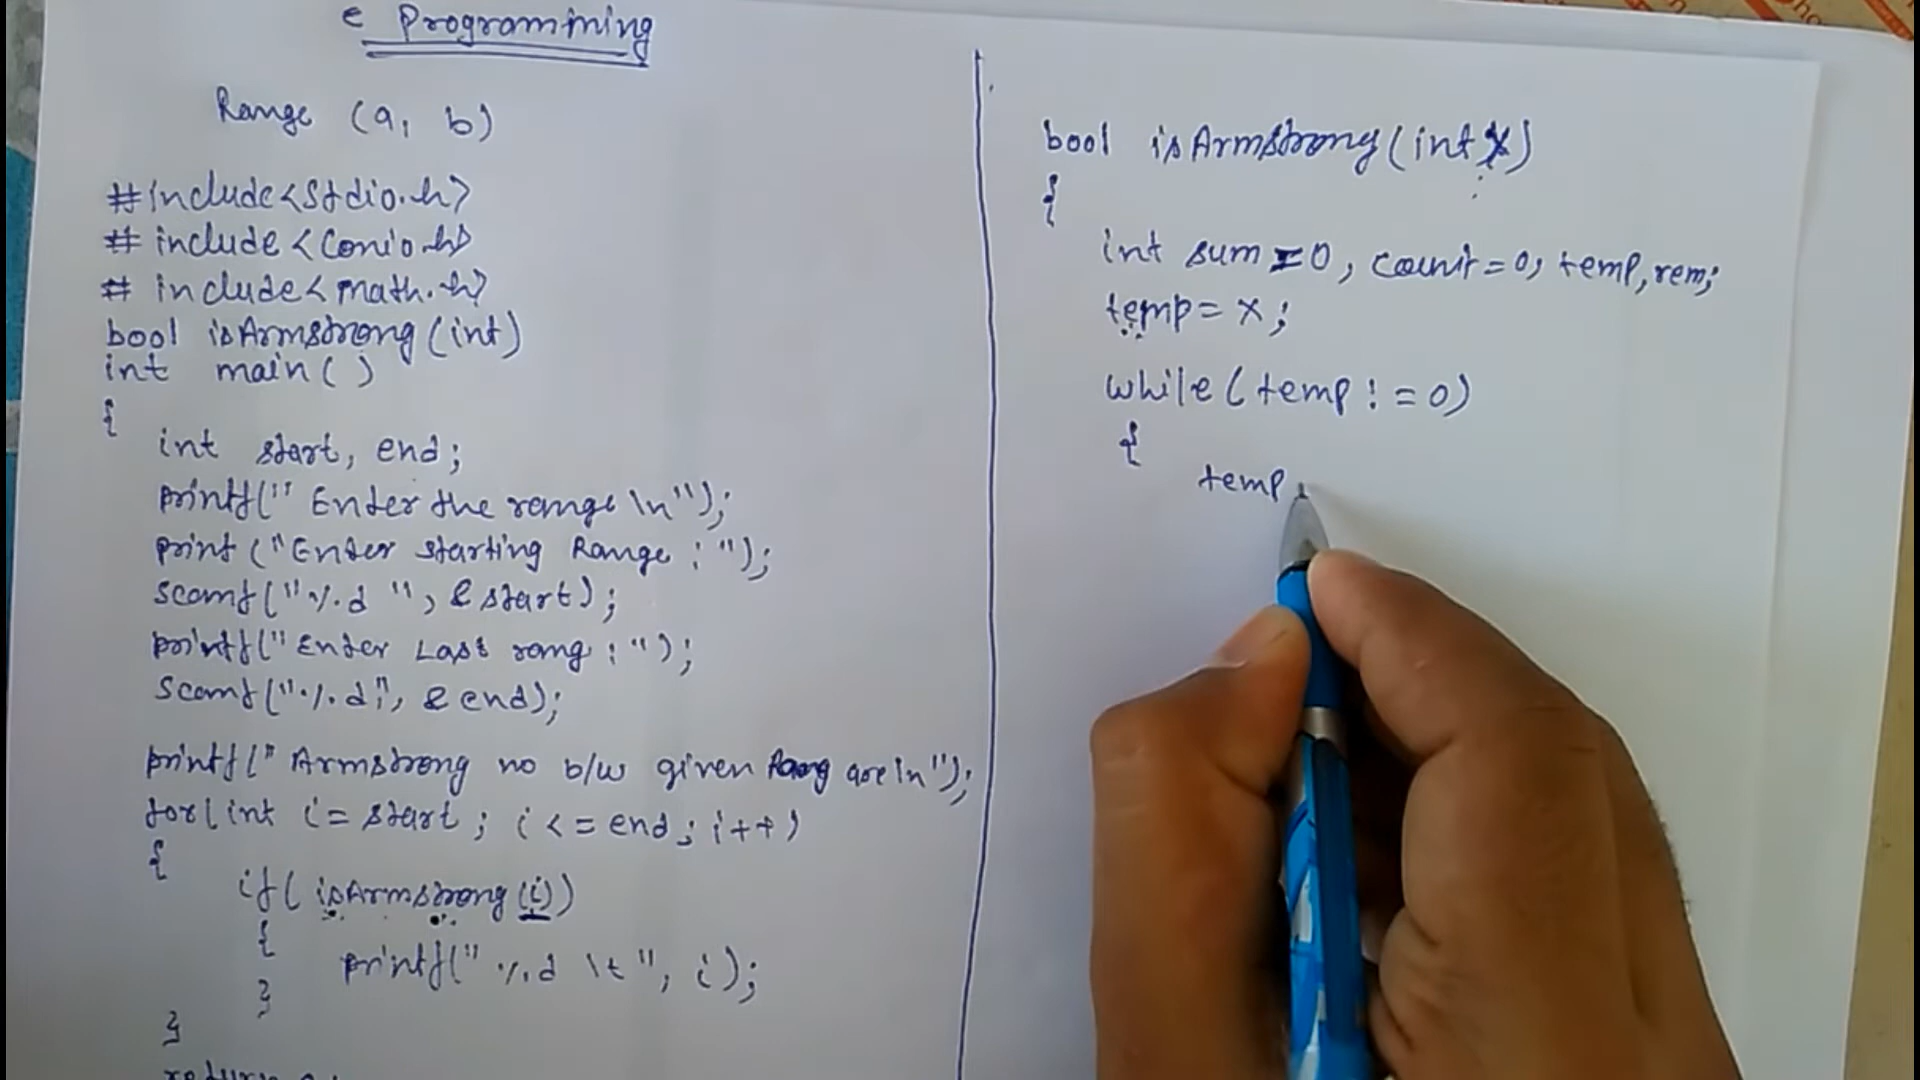 c Programming
Range (a, b)
#include<stdio.h>
# include <conio.h>
# include<math.h>
bool isArmstrong(int)
int main()
{
int start, end;
printf("Enter the range \n");
print("Enter starting Range : ");
scanf("%d ", &start);
printf("Enter Last rang : ");
scanf("%d", &end);
printf(" Armstrong no b/w given Rang are \n");
for(int i= start; i<=end; i++)
{
if( isArmstrong(i))
{
printf(" %d \t", i);
}
}
bool isArmstrong(int x)
{
int sum=0, count=0, temp, rem;
temp= x;
while(temp!=0)
{
temp